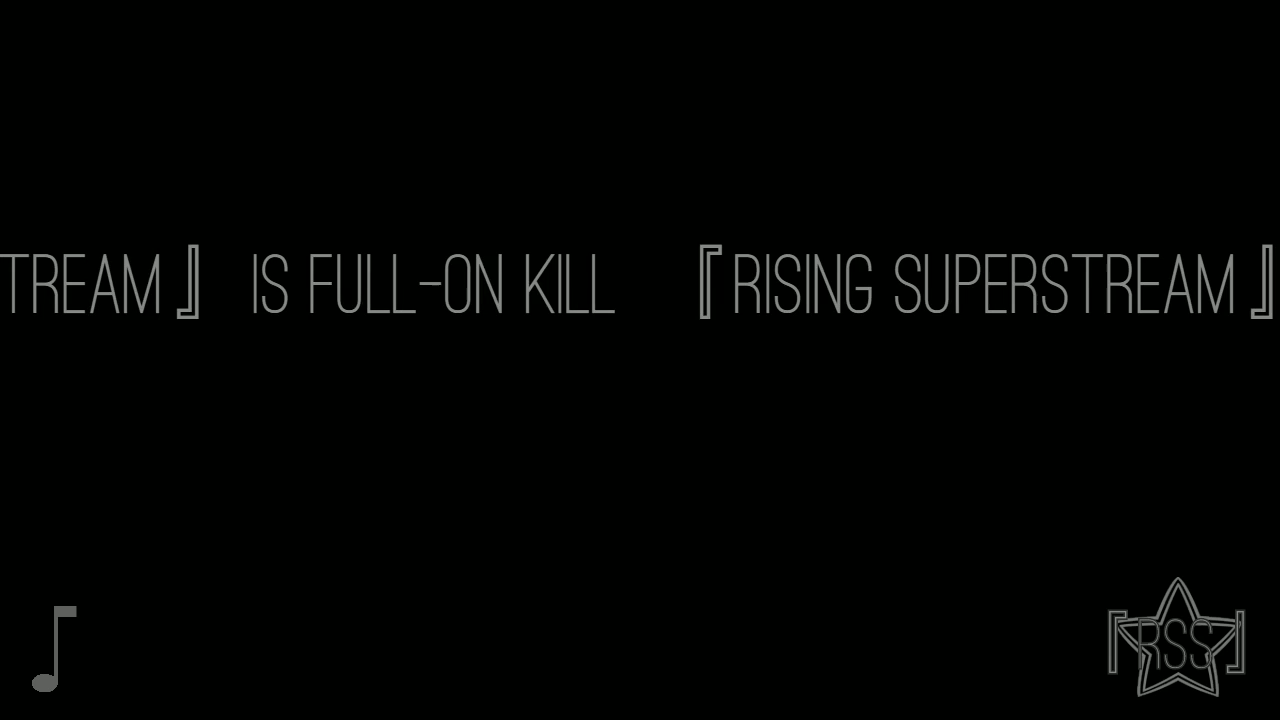 TREAM』 IS FULL-ON KILL 『RISING SUPERSTREAM』
『RSS』